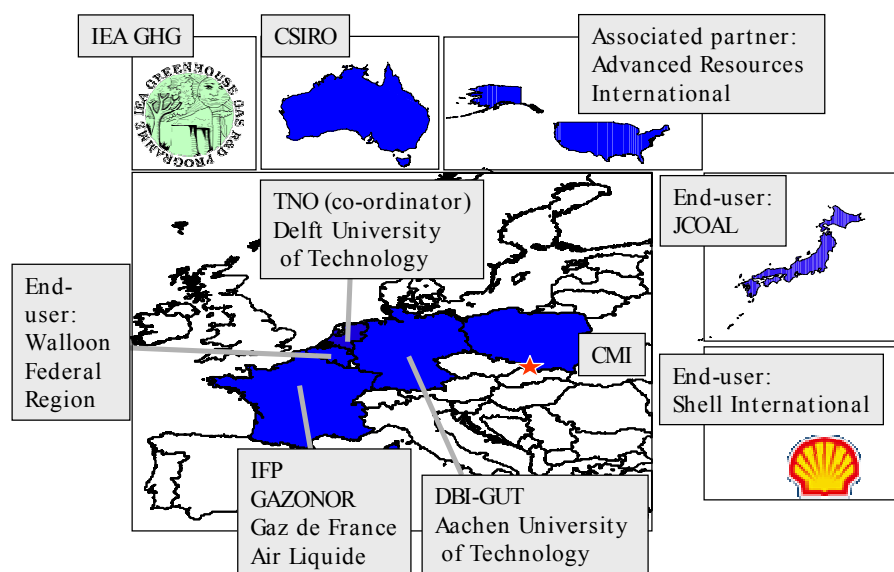 IEA GHG
CSIRO
Associated partner:
Advanced Resources
International
IEA GREENHOUSE GAS R&D PROGRAMME
TNO (co-ordinator)
Delft University
of Technology
End-user:
JCOAL
End-
user:
Walloon
Federal
Region
CMI
End-user:
Shell International
IFP
GAZONOR
Gaz de France
Air Liquide
DBI-GUT
Aachen University
of Technology